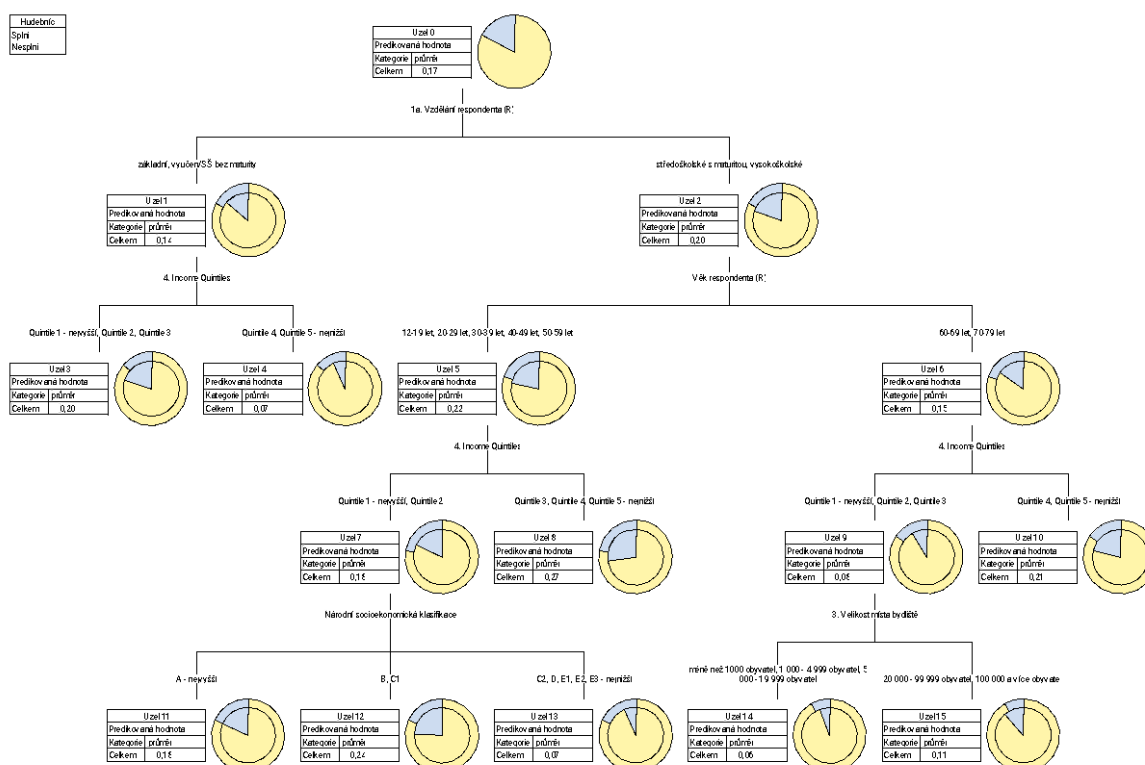 Hudebníc
Splní
Nesplní
Uzel 0
Predikovaná hodnota
Kategorie průměr
Celkem 0,17
1a. Vzdělání respondenta (R)
základní, vyučen/SŠ bez maturity
středoškolské s maturitou, vysokoškolské
Uzel 1
Predikovaná hodnota
Kategorie průměr
Celkem 0,14
Uzel 2
Predikovaná hodnota
Kategorie průměr
Celkem 0,20
4. Income Quintiles
Věk respondenta (R)
Quintile 1 - nejvyšší, Quintile 2, Quintile 3
Quintile 4, Quintile 5 - nejnižší
12-19 let, 20-29 let, 30-39 let, 40-49 let, 50-59 let
60-69 let, 70-79 let
Uzel 3
Predikovaná hodnota
Kategorie průměr
Celkem 0,20
Uzel 4
Predikovaná hodnota
Kategorie průměr
Celkem 0,07
Uzel 5
Predikovaná hodnota
Kategorie průměr
Celkem 0,22
Uzel 6
Predikovaná hodnota
Kategorie průměr
Celkem 0,15
4. Income Quintiles
4. Income Quintiles
Quintile 1 - nejvyšší, Quintile 2
Quintile 3, Quintile 4, Quintile 5 - nejnižší
Quintile 1 - nejvyšší, Quintile 2, Quintile 3
Quintile 4, Quintile 5 - nejnižší
Uzel 7
Predikovaná hodnota
Kategorie průměr
Celkem 0,18
Uzel 8
Predikovaná hodnota
Kategorie průměr
Celkem 0,27
Uzel 9
Predikovaná hodnota
Kategorie průměr
Celkem 0,08
Uzel 10
Predikovaná hodnota
Kategorie průměr
Celkem 0,21
Národní socioekonomická klasifikace
3. Velikost místa bydliště
A - nejvyšší
B, C1
C2, D, E1, E2, E3 - nejnižší
méně než 1000 obyvatel, 1 000 - 4 999 obyvatel, 5
000 - 19 999 obyvatel
20 000 - 99 999 obyvatel, 100 000 a více obyvate
Uzel 11
Predikovaná hodnota
Kategorie průměr
Celkem 0,18
Uzel 12
Predikovaná hodnota
Kategorie průměr
Celkem 0,24
Uzel 13
Predikovaná hodnota
Kategorie průměr
Celkem 0,07
Uzel 14
Predikovaná hodnota
Kategorie průměr
Celkem 0,06
Uzel 15
Predikovaná hodnota
Kategorie průměr
Celkem 0,11